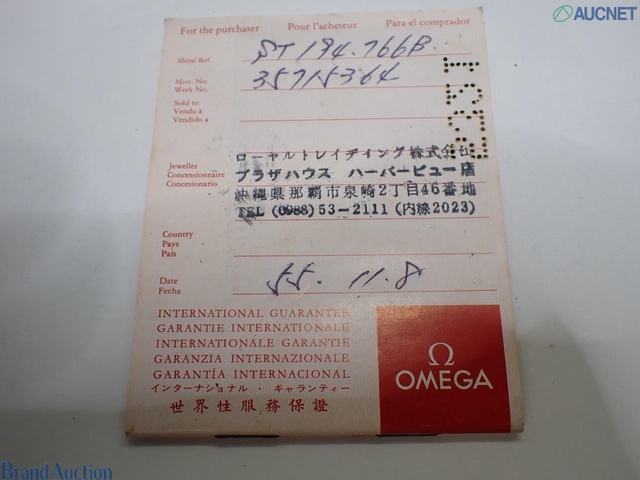 AUCNET
For the purchaser Pour l'acheteur Para el comprador
Metal Ref. ST 194.766B.
Mov. No. 35715364
Werk No.
Sold to
Vendu à
Vendido a
ローヤルトレイディイング株式会社
Jeweller プラザハウス ハーバービュー店
Concessionnaire
Concesionario 沖縄県那覇市泉崎2丁目46番地
TEL (0988) 53-2111 (内線2023)
Country
Pays
País
Date 55. 11. 8
Fecha
INTERNATIONAL GUARANTEE
GARANTIE INTERNATIONALE
INTERNATIONALE GARANTIE
GARANZIA INTERNAZIONALE
GARANTÍA INTERNACIONAL
インターナショナル・ギャランティー
世界性服務保證
Ω
OMEGA
Brand Auction